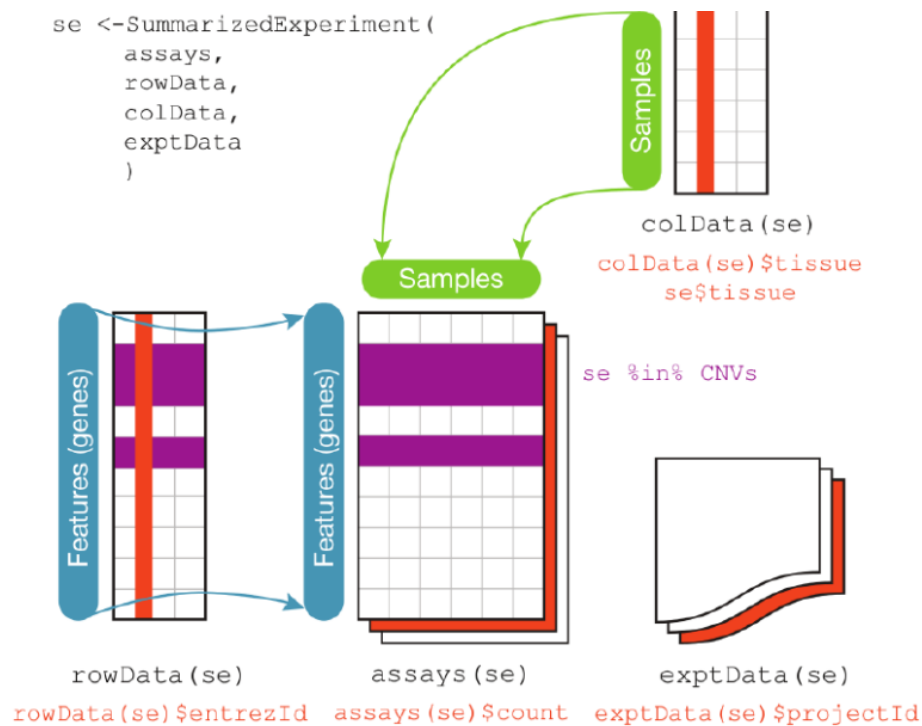 se <-SummarizedExperiment(
assays,
rowData,
colData,
exptData
)
Samples
colData(se)
colData(se)$tissue
se$tissue
Samples
Features (genes)
Features (genes)
se %in% CNVs
rowData(se)
assays(se)
exptData(se)
rowData(se)$entrezId
assays(se)$count
exptData(se)$projectId